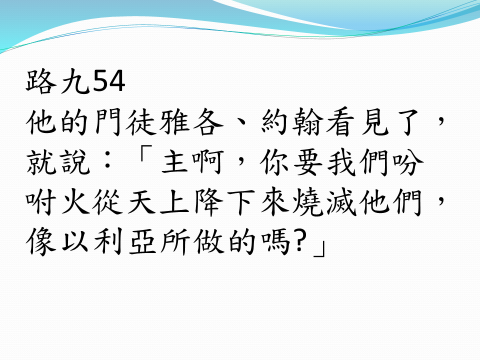 路九54
他的門徒雅各、約翰看見了，
就說：「主啊，你要我們吩
咐火從天上降下來燒滅他們，
像以利亞所做的嗎?」